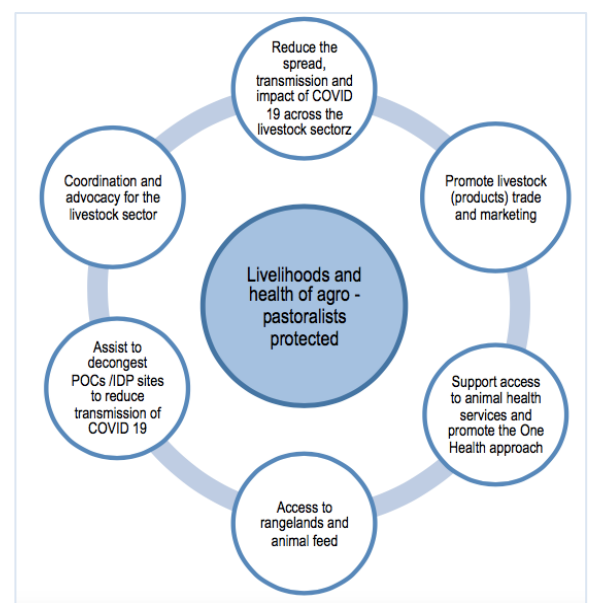 Reduce the
spread,
transmission and
impact of COVID
19 across the
livestock sectorz
Promote livestock
(products) trade
and marketing
Support access
to animal health
services and
promote the One
Health approach
Access to
rangelands and
animal feed
Assist to
decongest
POCs /IDP sites
to reduce
transmission of
COVID 19
Coordination and
advocacy for the
livestock sector
Livelihoods and
health of agro -
pastoralists
protected